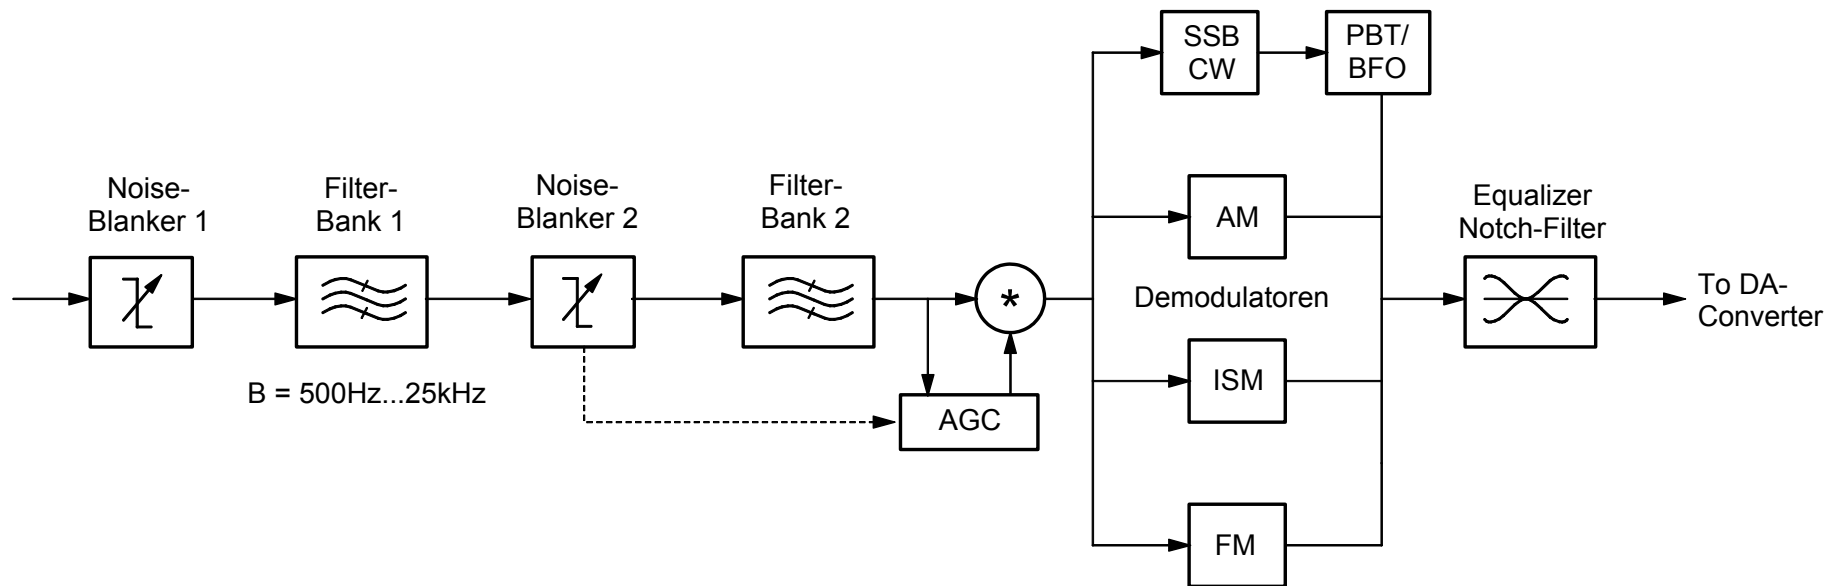 SSB
CW
PBT/
BFO
Noise-
Blanker 1
Filter-
Bank 1
Noise-
Blanker 2
Filter-
Bank 2
AM
Equalizer
Notch-Filter
*
Demodulatoren
To DA-
Converter
B = 500Hz...25kHz
AGC
ISM
FM